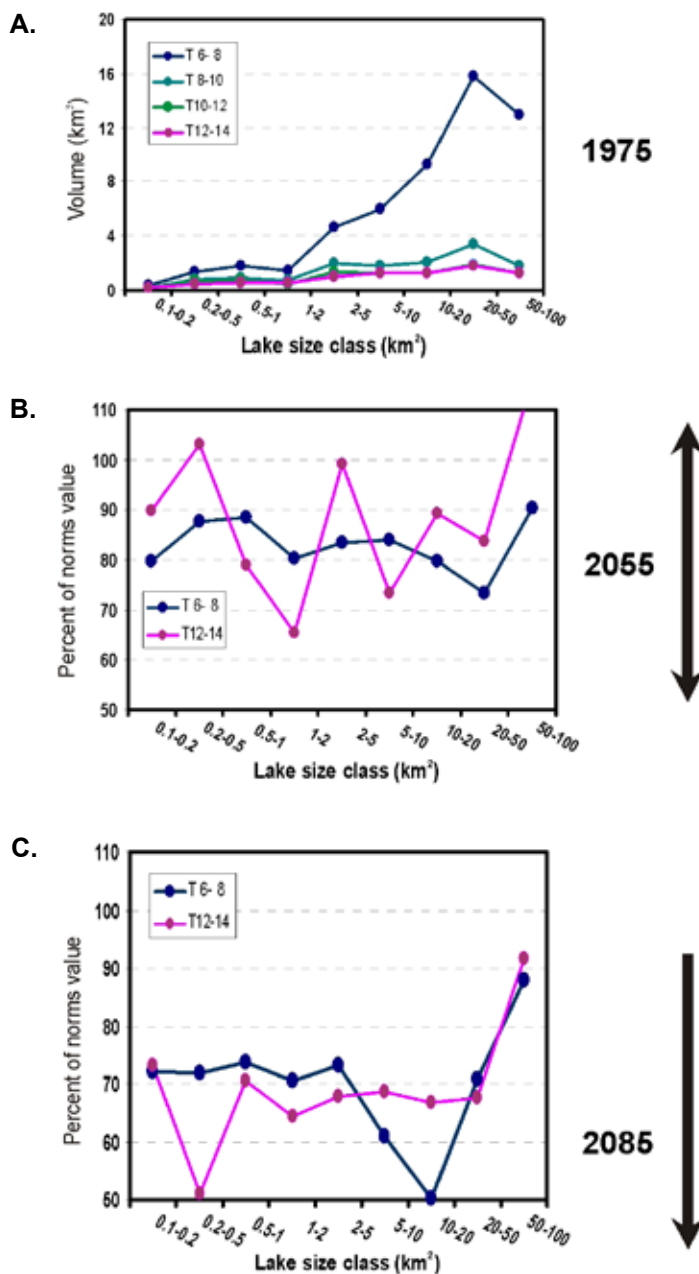 A.
20
16
12
8
4
0
Volume (km²)
T 6- 8
T 8-10
T10-12
T12-14
0.1-0.2
0.2-0.5
0.5-1
1-2
2-5
5-10
10-20
20-50
50-100
Lake size class (km²)
1975
B.
110
100
90
80
70
60
50
Percent of norms value
T 6- 8
T12-14
0.1-0.2
0.2-0.5
0.5-1
1-2
2-5
5-10
10-20
20-50
50-100
Lake size class (km²)
2055
C.
110
100
90
80
70
60
50
Percent of norms value
T 6- 8
T12-14
0.1-0.2
0.2-0.5
0.5-1
1-2
2-5
5-10
10-20
20-50
50-100
Lake size class (km²)
2085